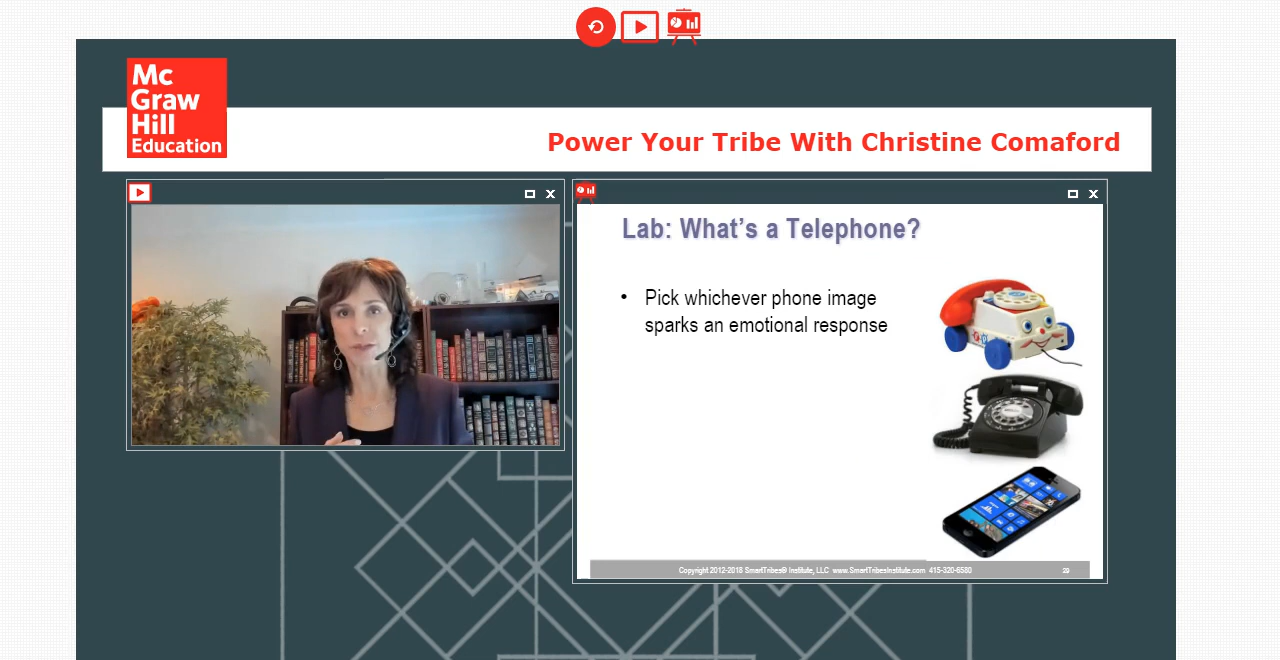 Mc
Graw
Hill
Education
Power Your Tribe With Christine Comaford
Lab: What's a Telephone?
• Pick whichever phone image
sparks an emotional response
Copyright 2012-2018 SmartTribes® Institute, LLC www.SmartTribesInstitute.com 415-320-6580
29